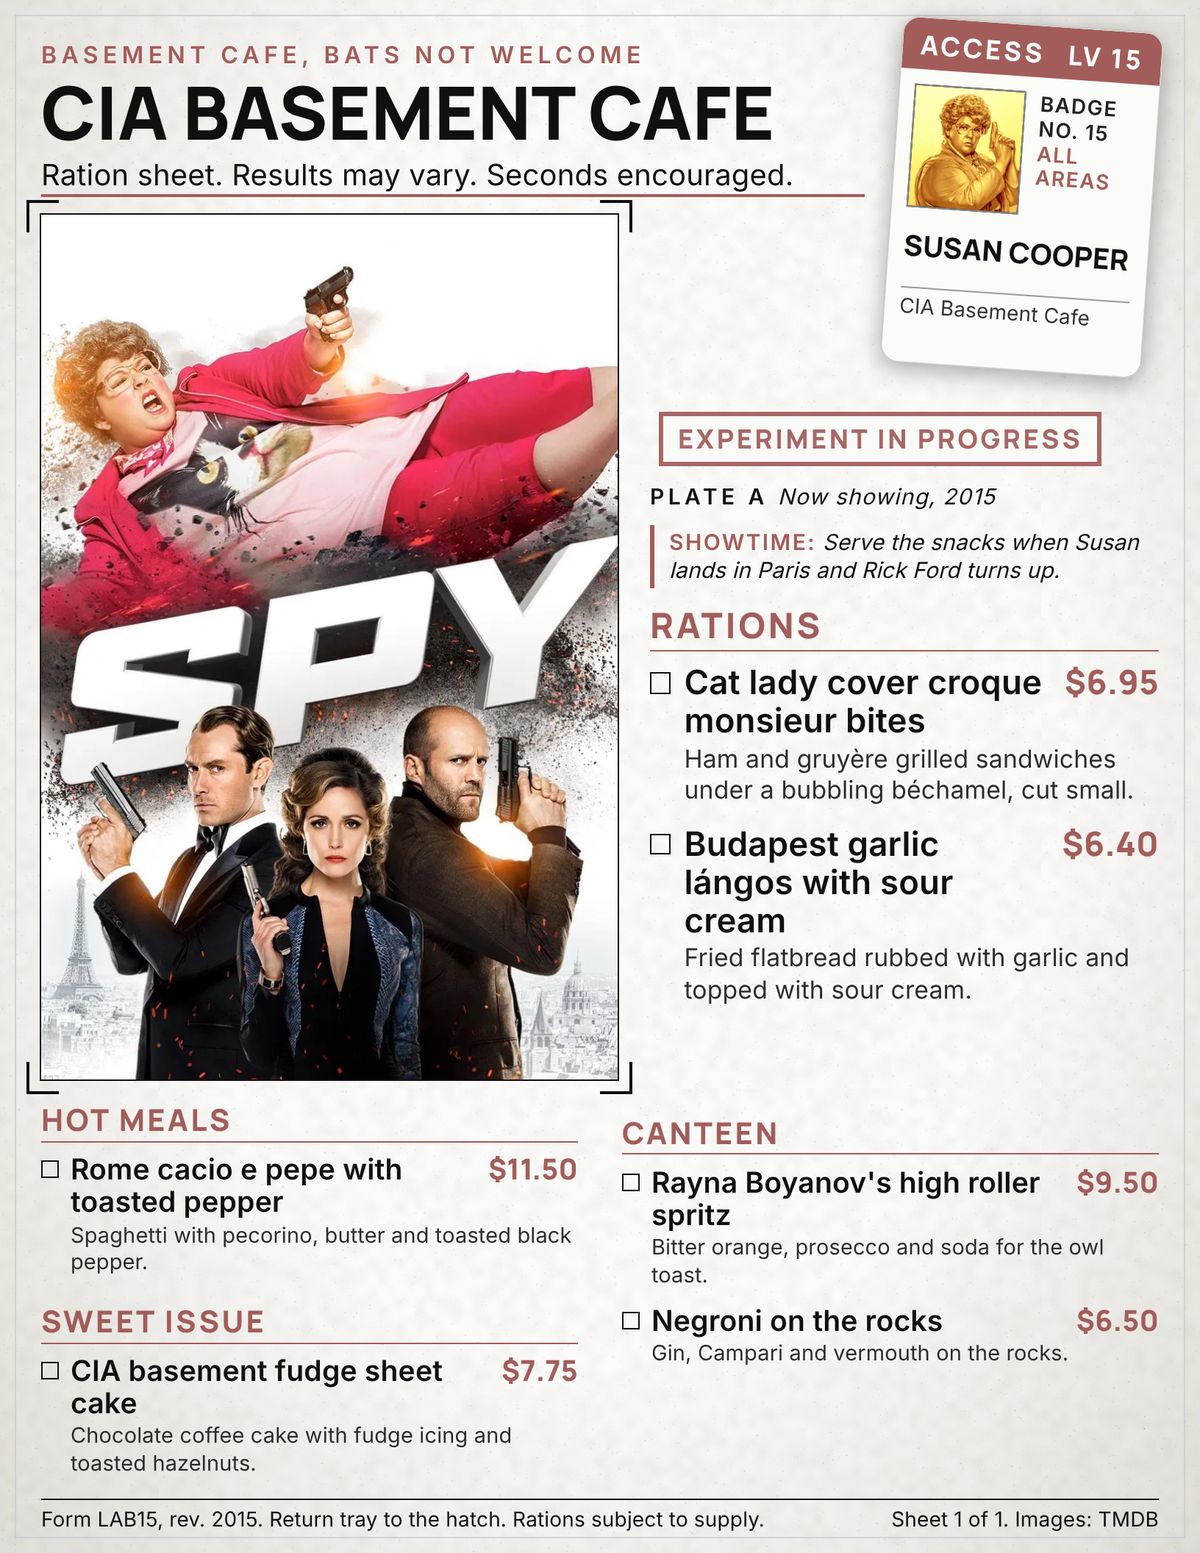 BASEMENT CAFE, BATS NOT WELCOME
CIA BASEMENT CAFE
Ration sheet. Results may vary. Seconds encouraged.
ACCESS LV 15
BADGE
NO. 15
ALL
AREAS
SUSAN COOPER
CIA Basement Cafe
SPY
EXPERIMENT IN PROGRESS
PLATE A Now showing, 2015
SHOWTIME: Serve the snacks when Susan
lands in Paris and Rick Ford turns up.
RATIONS
Cat lady cover croque $6.95
monsieur bites
Ham and gruyère grilled sandwiches
under a bubbling béchamel, cut small.
Budapest garlic $6.40
lángos with sour
cream
Fried flatbread rubbed with garlic and
topped with sour cream.
HOT MEALS
Rome cacio e pepe with $11.50
toasted pepper
Spaghetti with pecorino, butter and toasted black
pepper.
SWEET ISSUE
CIA basement fudge sheet $7.75
cake
Chocolate coffee cake with fudge icing and
toasted hazelnuts.
CANTEEN
Rayna Boyanov's high roller $9.50
spritz
Bitter orange, prosecco and soda for the owl
toast.
Negroni on the rocks $6.50
Gin, Campari and vermouth on the rocks.
Form LAB15, rev. 2015. Return tray to the hatch. Rations subject to supply.
Sheet 1 of 1. Images: TMDB